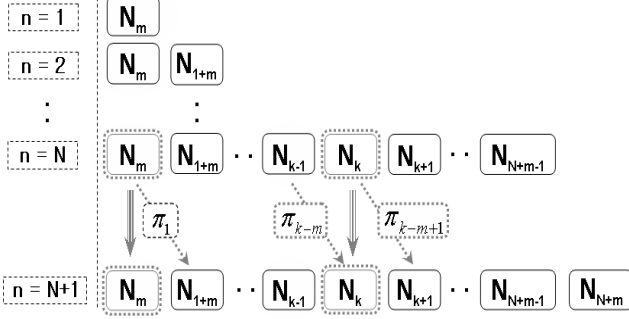 n = 1 N_m
n = 2 N_m N_{1+m}
: :
n = N N_m N_{1+m} ·· N_{k-1} N_k N_{k+1} ·· N_{N+m-1}
π_1 π_{k-m} π_{k-m+1}
n = N+1 N_m N_{1+m} ·· N_{k-1} N_k N_{k+1} ·· N_{N+m-1} N_{N+m}